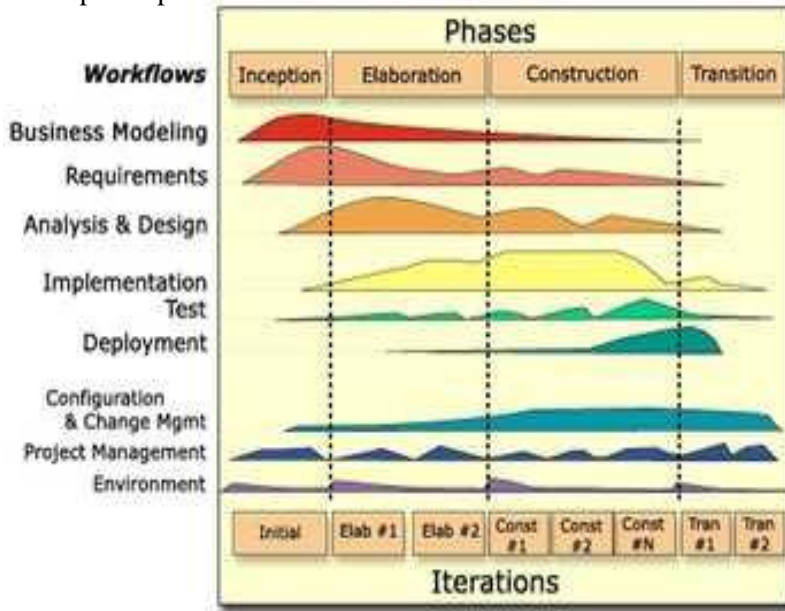 Phases
Workflows Inception Elaboration Construction Transition
Business Modeling
Requirements
Analysis & Design
Implementation
Test
Deployment
Configuration
& Change Mgmt
Project Management
Environment
Initial Elab #1 Elab #2 Const #1 Const #2 Const #N Tran #1 Tran #2
Iterations